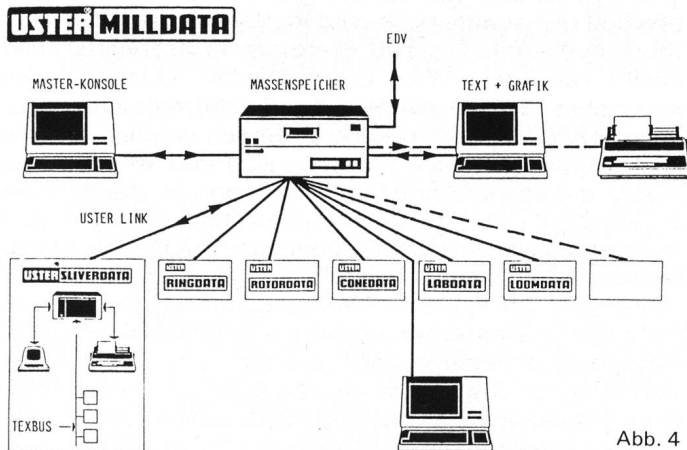 USTER MILLDATA
EDV
MASTER-KONSOLE
MASSENSPEICHER
TEXT + GRAFIK
USTER LINK
USTER SLIVERDATA
USTER RINGDATA
USTER ROTORDATA
USTER CONEDATA
USTER LABDATA
USTER LOOMDATA
TEXBUS
Abb. 4